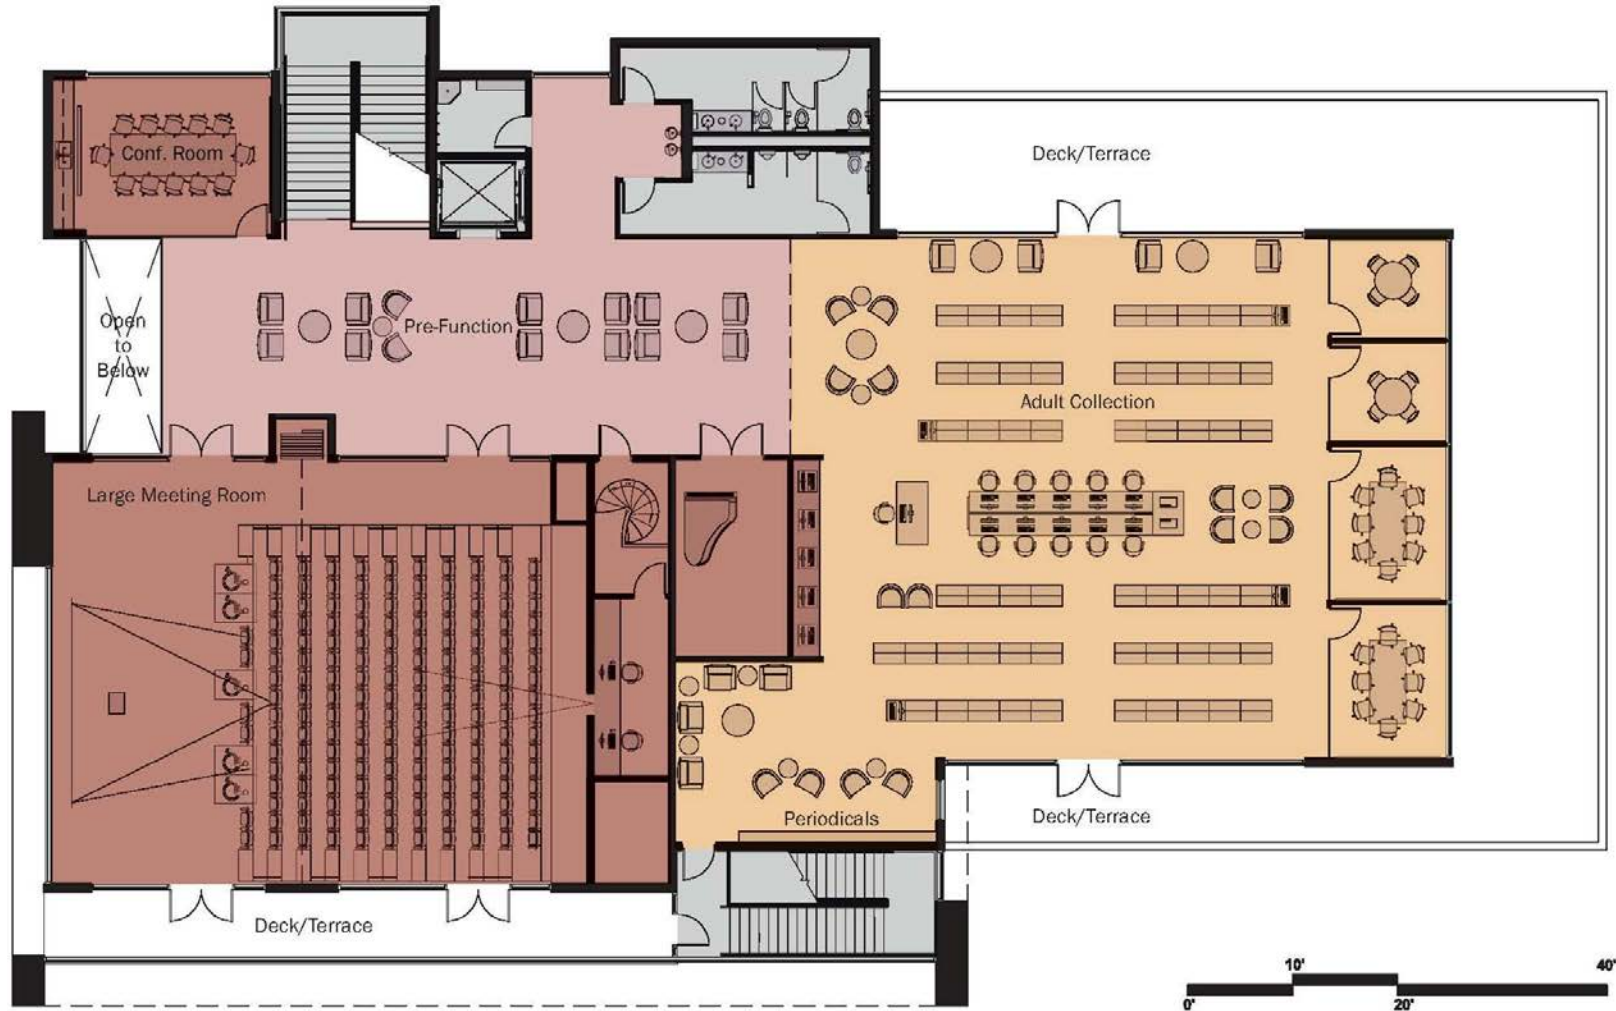 Conf. Room
Deck/Terrace
Open
to
Below
Pre-Function
Adult Collection
Large Meeting Room
Periodicals
Deck/Terrace
Deck/Terrace
10'
40'
0'
20'